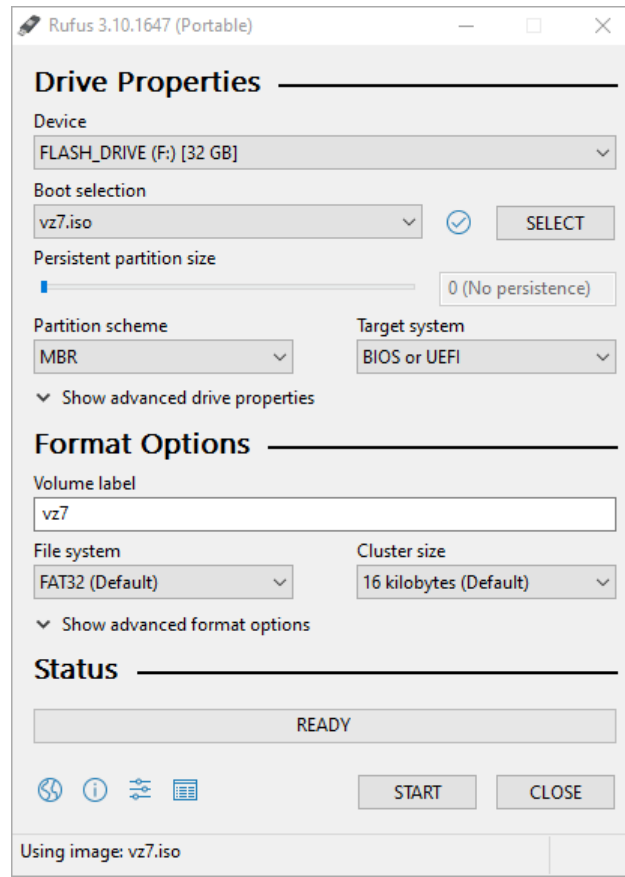 Rufus 3.10.1647 (Portable)
Drive Properties
Device
FLASH_DRIVE (F:) [32 GB]
Boot selection
vz7.iso
SELECT
Persistent partition size
0 (No persistence)
Partition scheme
Target system
MBR
BIOS or UEFI
Show advanced drive properties
Format Options
Volume label
vz7
File system
Cluster size
FAT32 (Default)
16 kilobytes (Default)
Show advanced format options
Status
READY
START
CLOSE
Using image: vz7.iso